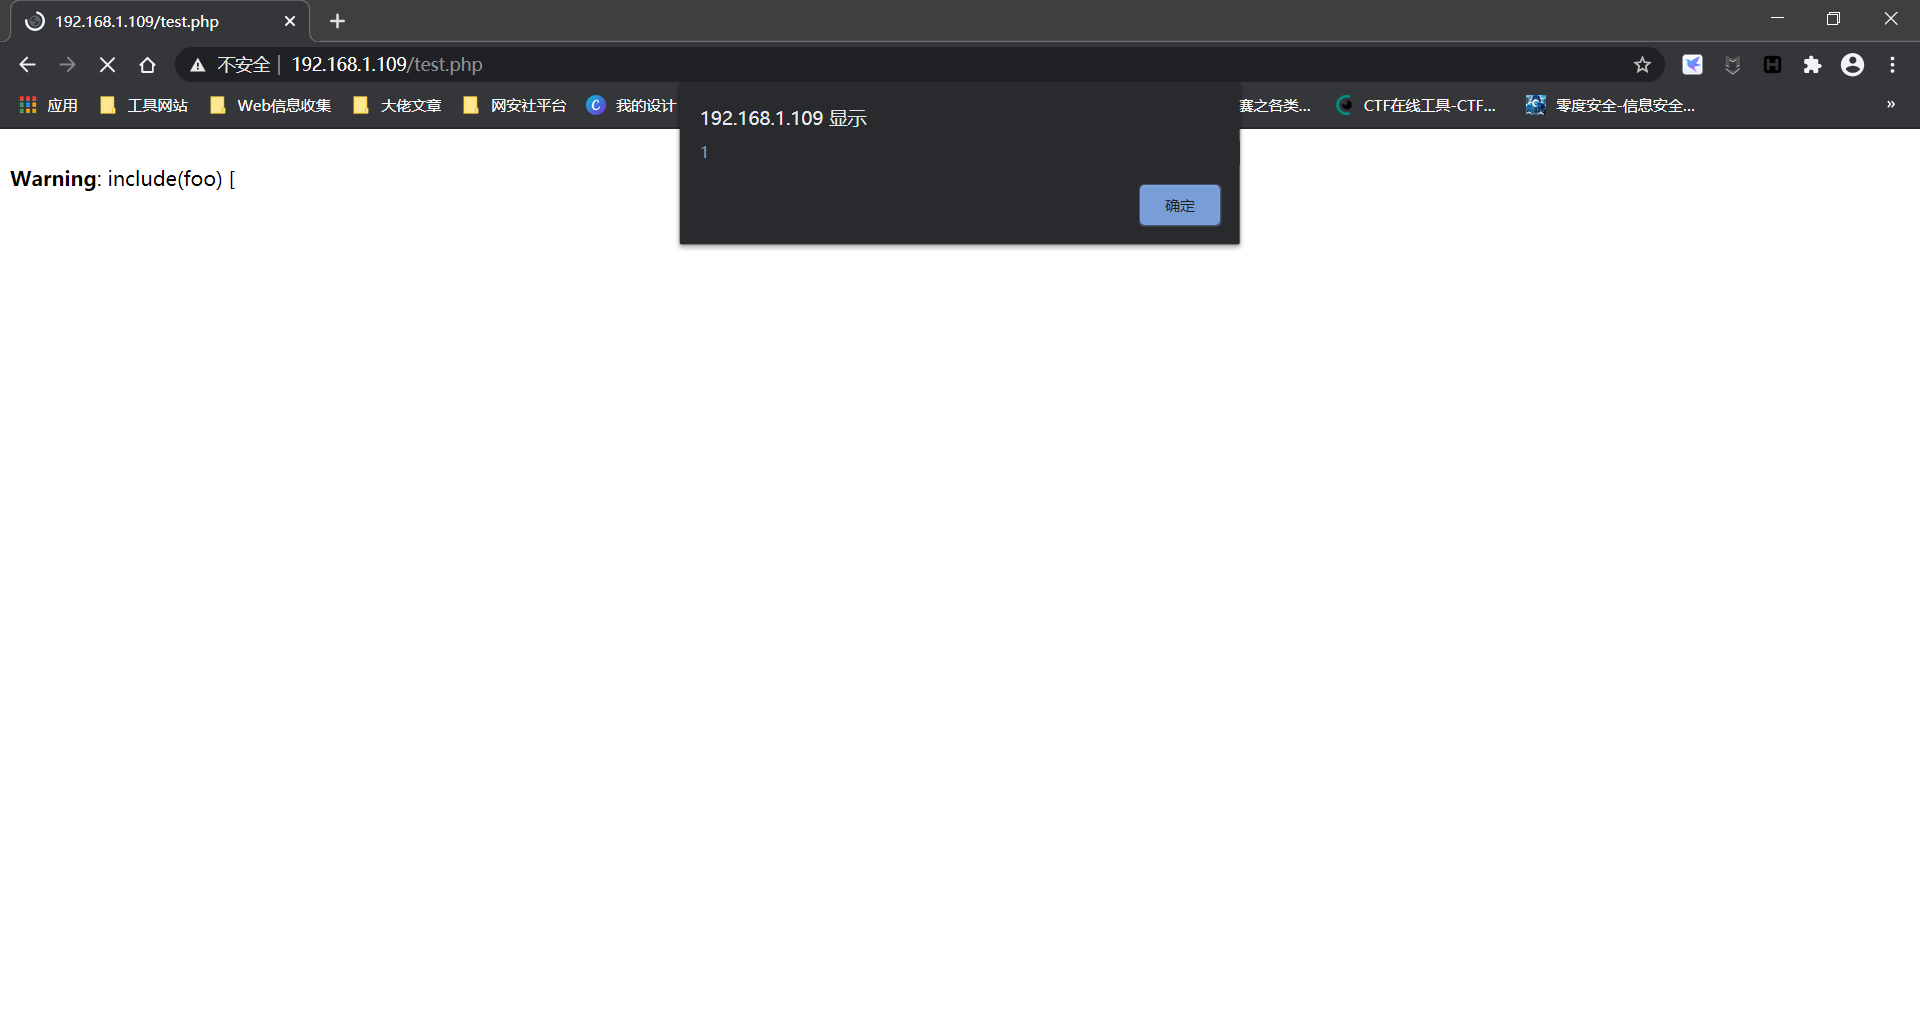 192.168.1.109/test.php
不安全 | 192.168.1.109/test.php
应用 工具网站 Web信息收集 大佬文章 网安社平台 我的设计 赛之各类... CTF在线工具-CTF... 零度安全-信息安全... »
192.168.1.109 显示
1
确定
Warning: include(foo) [